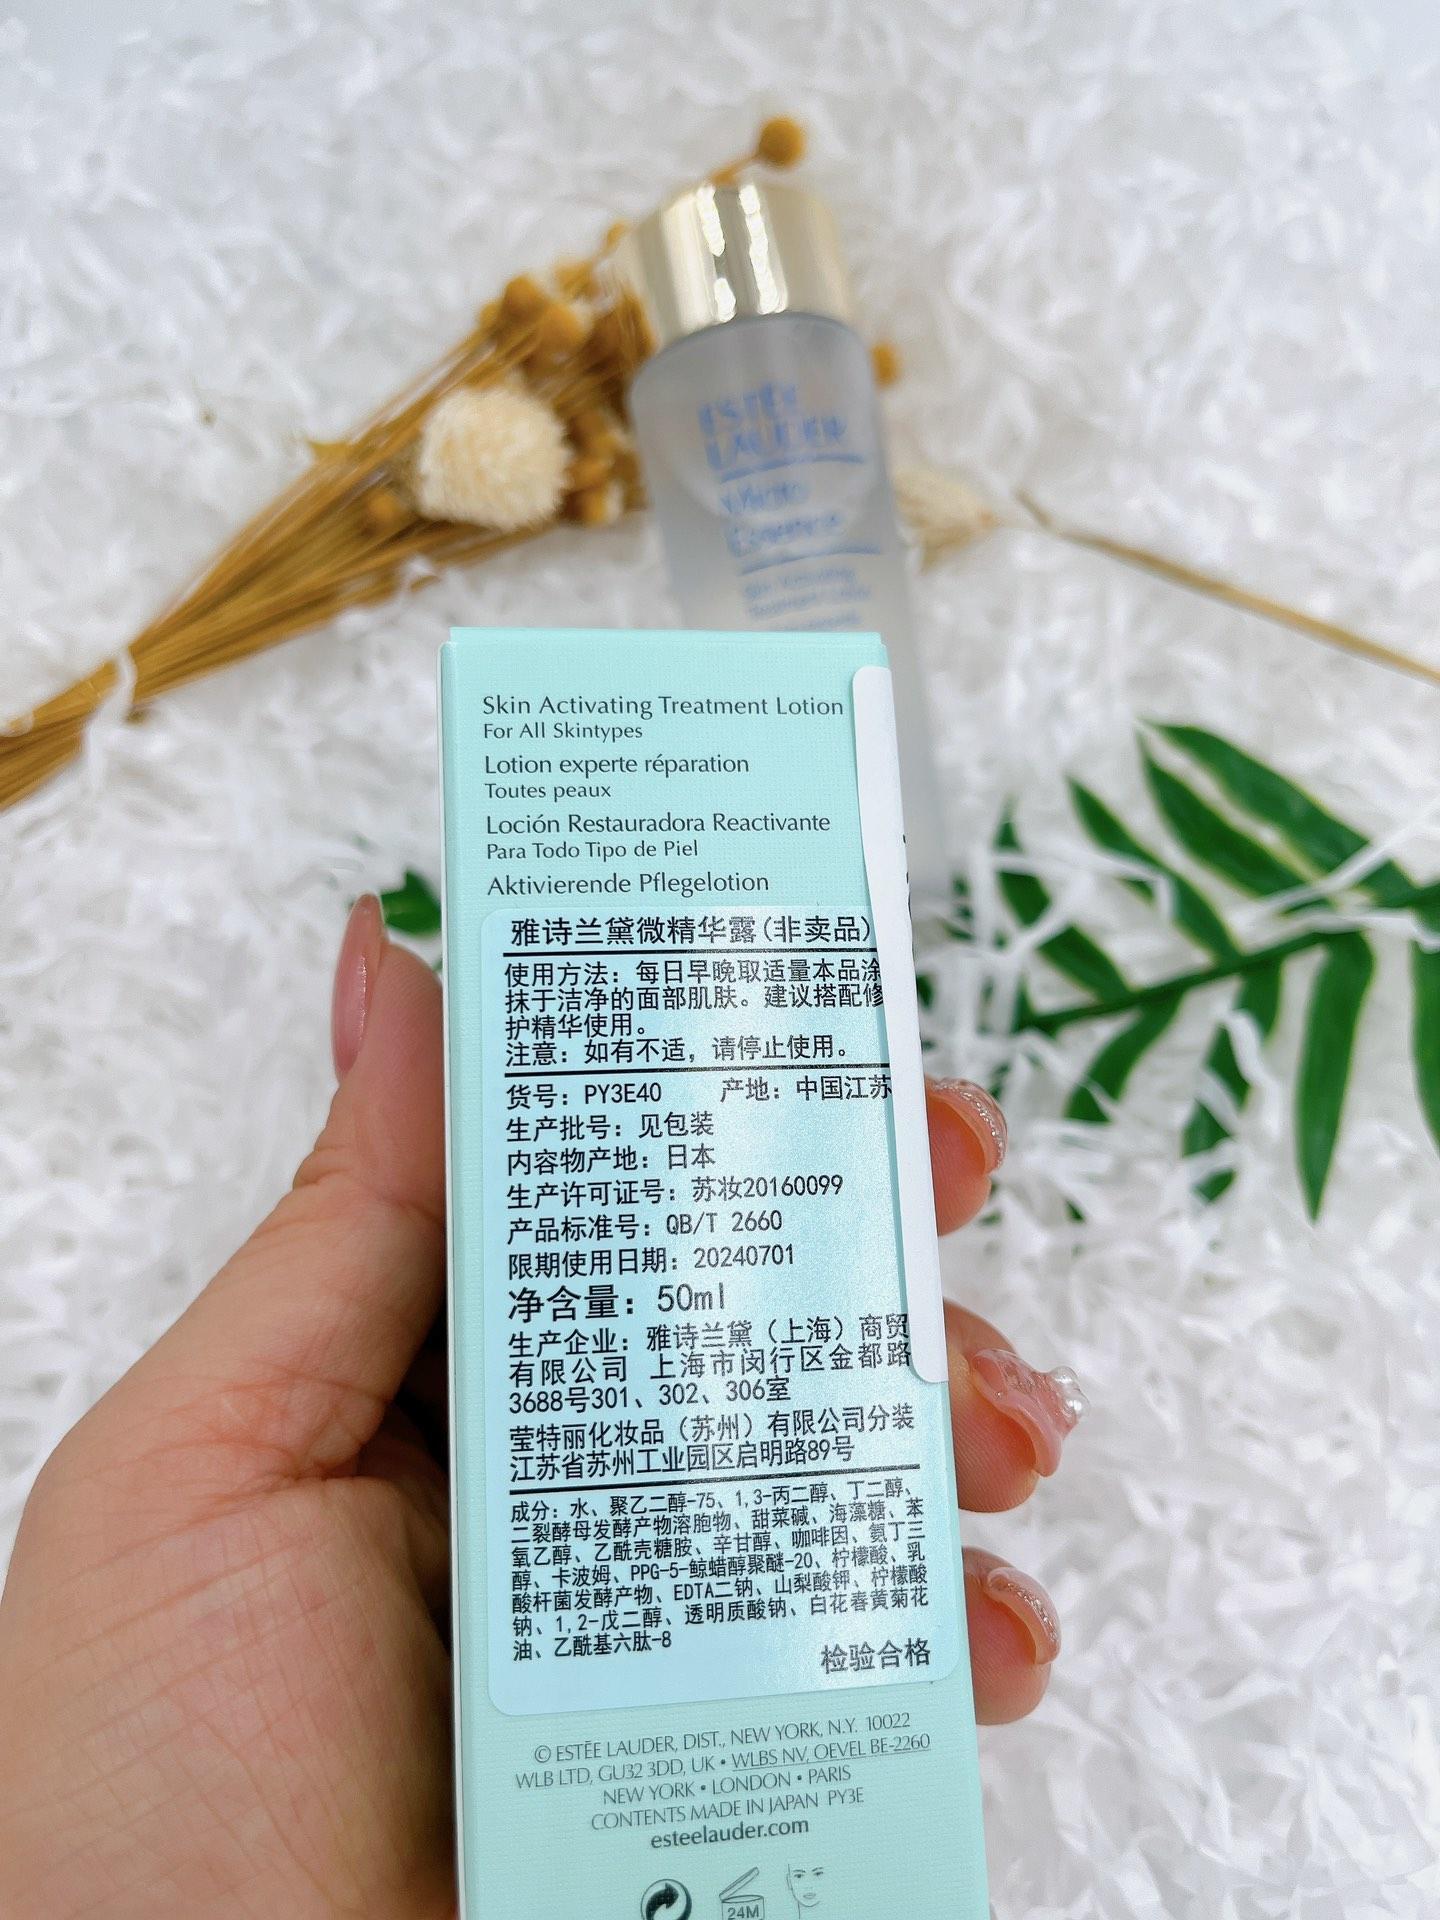 ESTĒE
LAUDER
Micro
Essence
Skin Activating
Treatment Lotion
Skin Activating Treatment Lotion
For All Skintypes
Lotion experte réparation
Toutes peaux
Loción Restauradora Reactivante
Para Todo Tipo de Piel
Aktivierende Pflegelotion
雅诗兰黛微精华露(非卖品)
使用方法：每日早晚取适量本品涂
抹于洁净的面部肌肤。建议搭配修
护精华使用。
注意：如有不适，请停止使用。
货号：PY3E40 产地：中国江苏
生产批号：见包装
内容物产地：日本
生产许可证号：苏妆20160099
产品标准号：QB/T 2660
限期使用日期：20240701
净含量：50ml
生产企业：雅诗兰黛（上海）商贸
有限公司 上海市闵行区金都路
3688号301、302、306室
莹特丽化妆品（苏州）有限公司分装
江苏省苏州工业园区启明路89号
成分：水、聚乙二醇-75、1,3-丙二醇、丁二醇、
二裂酵母发酵产物溶胞物、甜菜碱、海藻糖、苯
氧乙醇、乙酰壳糖胺、辛甘醇、咖啡因、氨丁三
醇、卡波姆、PPG-5-鲸蜡醇聚醚-20、柠檬酸、乳
酸杆菌发酵产物、EDTA二钠、山梨酸钾、柠檬酸
钠、1,2-戊二醇、透明质酸钠、白花春黄菊花
油、乙酰基六肽-8
检验合格
© ESTĒE LAUDER, DIST., NEW YORK, N.Y. 10022
WLB LTD, GU32 3DD, UK • WLBS NV, OEVEL BE-2260
NEW YORK • LONDON • PARIS
CONTENTS MADE IN JAPAN PY3E
esteelauder.com
24M